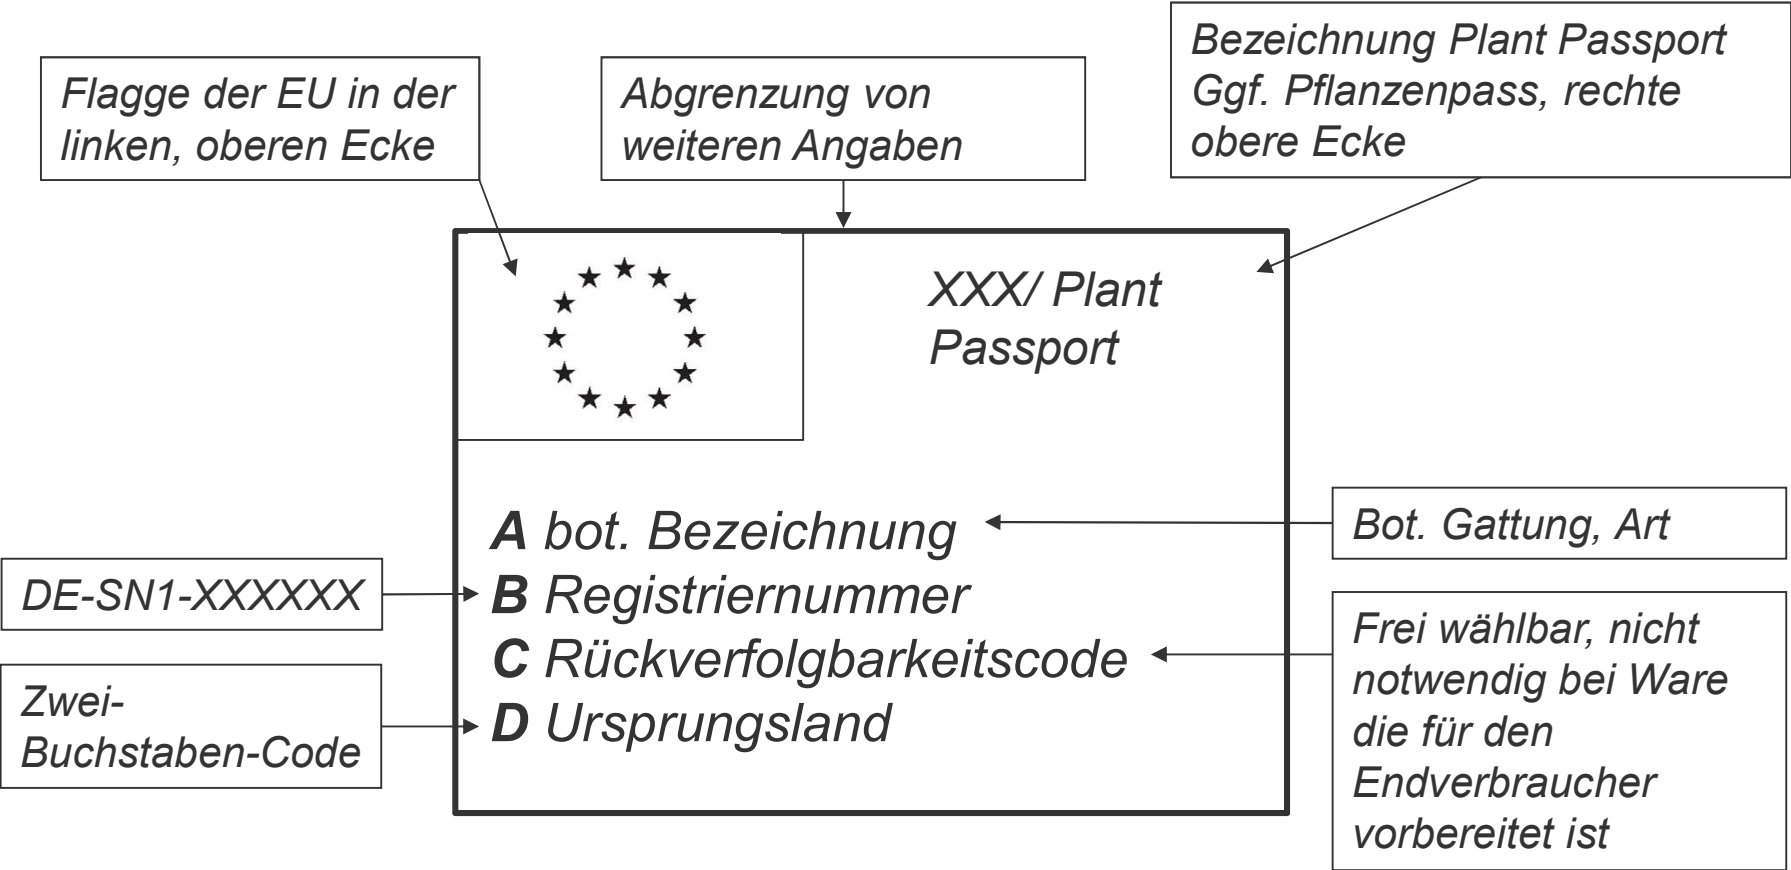 Flagge der EU in der
linken, oberen Ecke
Abgrenzung von
weiteren Angaben
Bezeichnung Plant Passport
Ggf. Pflanzenpass, rechte
obere Ecke
XXX/ Plant
Passport
A bot. Bezeichnung
B Registriernummer
C Rückverfolgbarkeitscode
D Ursprungsland
DE-SN1-XXXXXX
Zwei-
Buchstaben-Code
Bot. Gattung, Art
Frei wählbar, nicht
notwendig bei Ware
die für den
Endverbraucher
vorbereitet ist